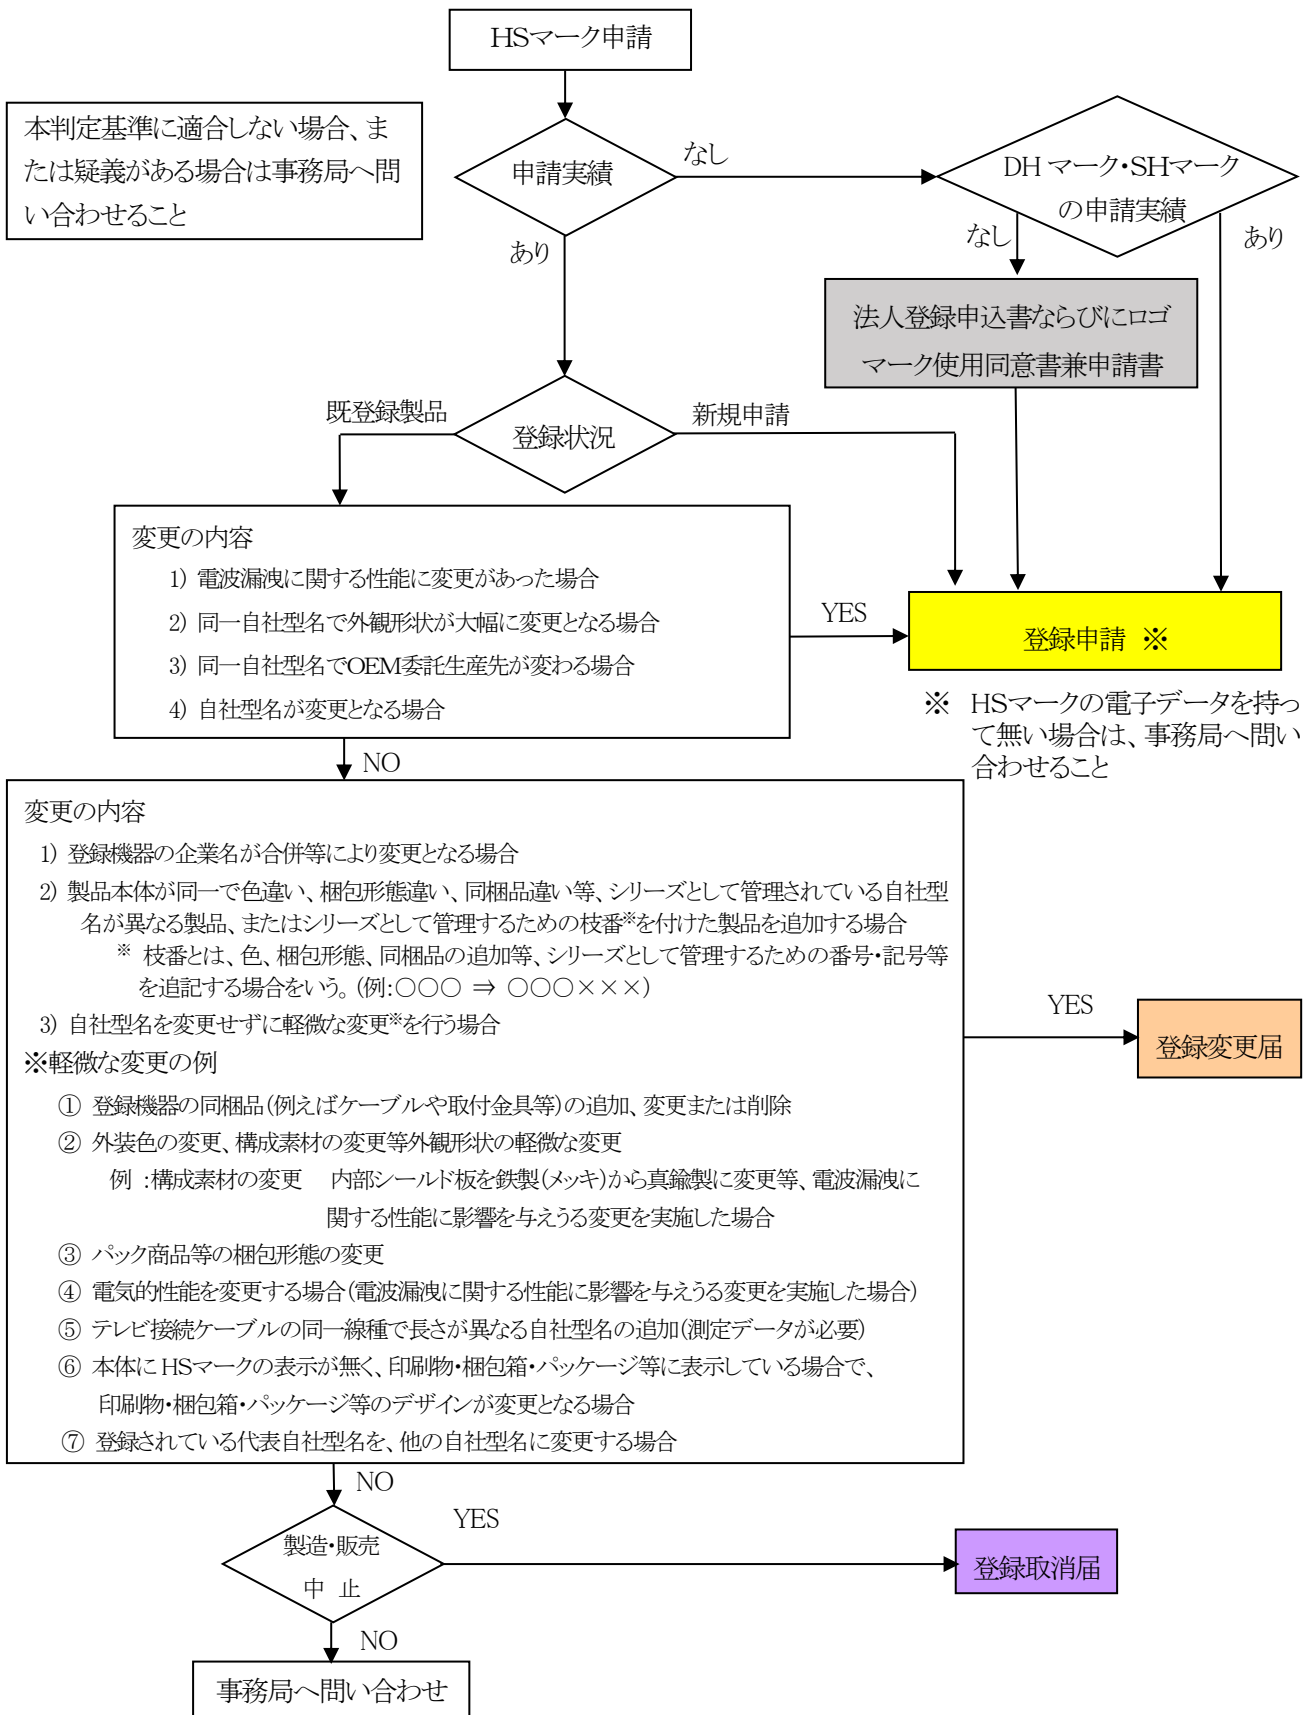 HSマーク申請
本判定基準に適合しない場合、ま
たは疑義がある場合は事務局へ問
い合わせること
申請実績
なし
DH マーク・SHマーク
の申請実績
あり
なし
あり
法人登録申込書ならびにロゴ
マーク使用同意書兼申請書
既登録製品
登録状況
新規申請
変更の内容
1) 電波漏洩に関する性能に変更があった場合
2) 同一自社型名で外観形状が大幅に変更となる場合
3) 同一自社型名でOEM委託生産先が変わる場合
4) 自社型名が変更となる場合
YES
登録申請 ※
※ HSマークの電子データを持っ
て無い場合は、事務局へ問い
合わせること
NO
変更の内容
1) 登録機器の企業名が合併等により変更となる場合
2) 製品本体が同一で色違い、梱包形態違い、同梱品違い等、シリーズとして管理されている自社型
名が異なる製品、またはシリーズとして管理するための枝番※を付けた製品を追加する場合
※ 枝番とは、色、梱包形態、同梱品の追加等、シリーズとして管理するための番号・記号等
を追記する場合をいう。(例:○○○ ⇒ ○○○×××)
3) 自社型名を変更せずに軽微な変更※を行う場合
※軽微な変更の例
① 登録機器の同梱品(例えばケーブルや取付金具等)の追加、変更または削除
② 外装色の変更、構成素材の変更等外観形状の軽微な変更
例 :構成素材の変更 内部シールド板を鉄製(メッキ)から真鍮製に変更等、電波漏洩に
関する性能に影響を与えうる変更を実施した場合
③ パック商品等の梱包形態の変更
④ 電気的性能を変更する場合(電波漏洩に関する性能に影響を与えうる変更を実施した場合)
⑤ テレビ接続ケーブルの同一線種で長さが異なる自社型名の追加(測定データが必要)
⑥ 本体に HSマークの表示が無く、印刷物・梱包箱・パッケージ等に表示している場合で、
印刷物・梱包箱・パッケージ等のデザインが変更となる場合
⑦ 登録されている代表自社型名を、他の自社型名に変更する場合
YES
登録変更届
NO
製造・販売
中 止
YES
登録取消届
NO
事務局へ問い合わせ